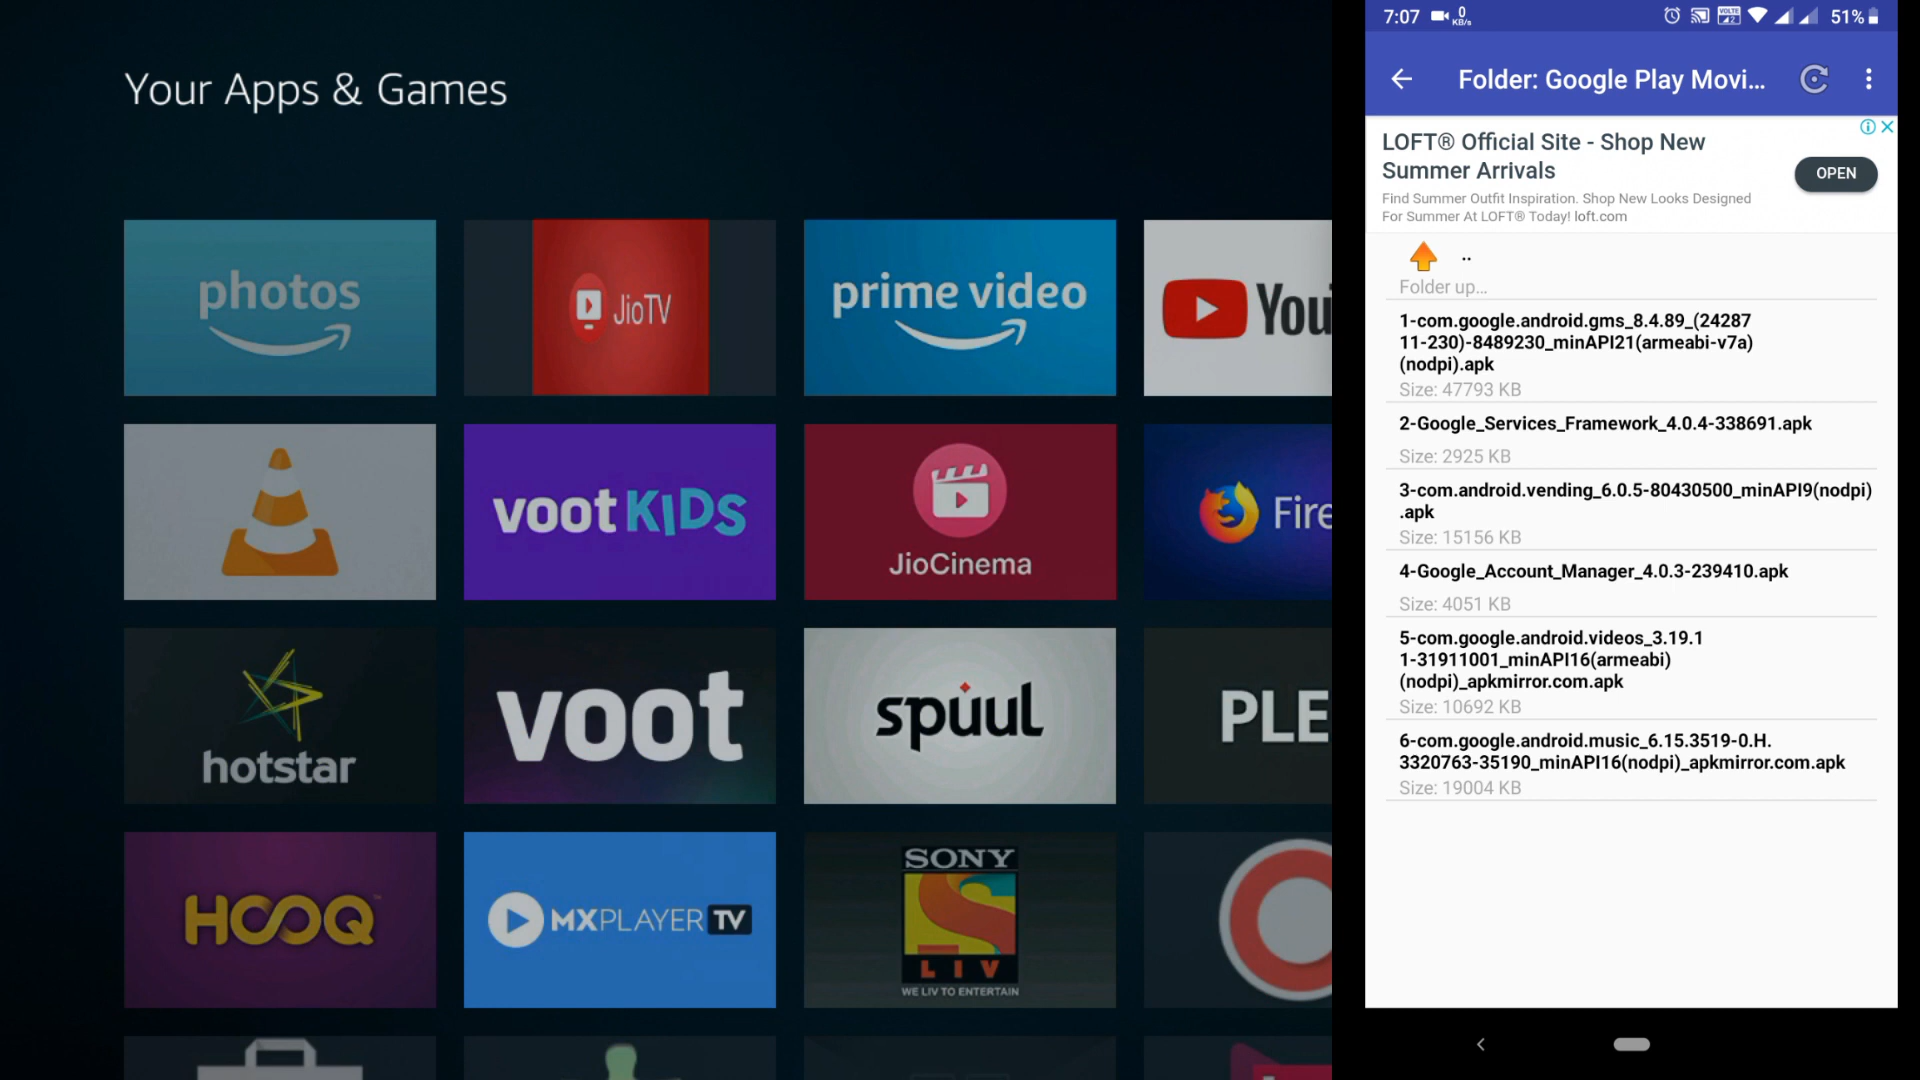 Your Apps & Games
photos
JioTV
prime video
You
voot KIDS
JioCinema
Fire
hotstar
voot
spuul
PLE
HOOQ
MXPLAYER TV
SONY
LIV
WE LIV TO ENTERTAIN
7:07
0
KB/s
VOLTE
2
51%
Folder: Google Play Movi...
LOFT® Official Site - Shop New
Summer Arrivals
OPEN
Find Summer Outfit Inspiration. Shop New Looks Designed
For Summer At LOFT® Today! loft.com
..
Folder up...
1-com.google.android.gms_8.4.89_(24287
11-230)-8489230_minAPI21(armeabi-v7a)
(nodpi).apk
Size: 47793 KB
2-Google_Services_Framework_4.0.4-338691.apk
Size: 2925 KB
3-com.android.vending_6.0.5-80430500_minAPI9(nodpi)
.apk
Size: 15156 KB
4-Google_Account_Manager_4.0.3-239410.apk
Size: 4051 KB
5-com.google.android.videos_3.19.1
1-31911001_minAPI16(armeabi)
(nodpi)_apkmirror.com.apk
Size: 10692 KB
6-com.google.android.music_6.15.3519-0.H.
3320763-35190_minAPI16(nodpi)_apkmirror.com.apk
Size: 19004 KB